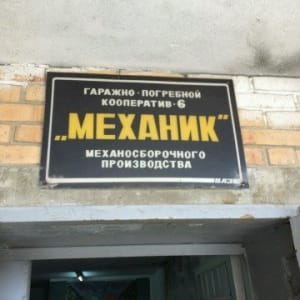 ГАРАЖНО-ПОГРЕБНОЙ
КООПЕРАТИВ-6
„МЕХАНИК"
МЕХАНОСБОРОЧНОГО
ПРОИЗВОДСТВА